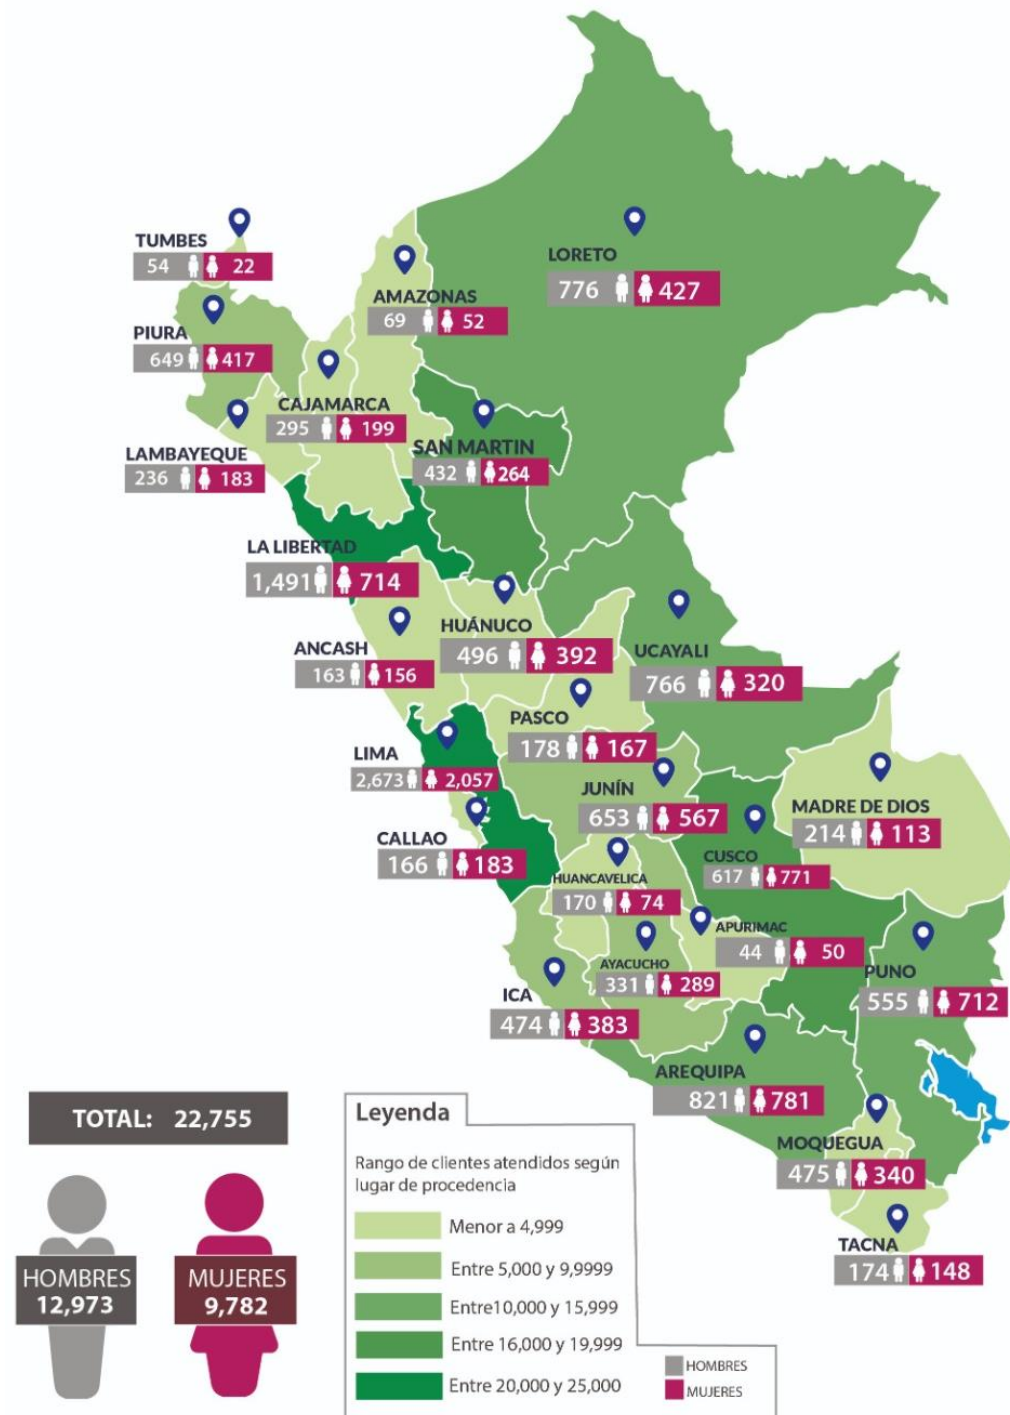 TUMBES
54 22
LORETO
776 427
AMAZONAS
69 52
PIURA
649 417
CAJAMARCA
295 199
SAN MARTIN
432 264
LAMBAYEQUE
236 183
LA LIBERTAD
1,491 714
HUÁNUCO
496 392
ANCASH
163 156
UCAYALI
766 320
PASCO
178 167
LIMA
2,673 2,057
JUNÍN
653 567
MADRE DE DIOS
214 113
CALLAO
166 183
CUSCO
617 771
HUANCAVELICA
170 74
APURIMAC
44 50
AYACUCHO
331 289
PUNO
555 712
ICA
474 383
AREQUIPA
821 781
MOQUEGUA
475 340
TACNA
174 148
TOTAL: 22,755
HOMBRES
12,973
MUJERES
9,782
Leyenda
Rango de clientes atendidos según
lugar de procedencia
Menor a 4,999
Entre 5,000 y 9,9999
Entre10,000 y 15,999
Entre 16,000 y 19,999
Entre 20,000 y 25,000
HOMBRES
MUJERES